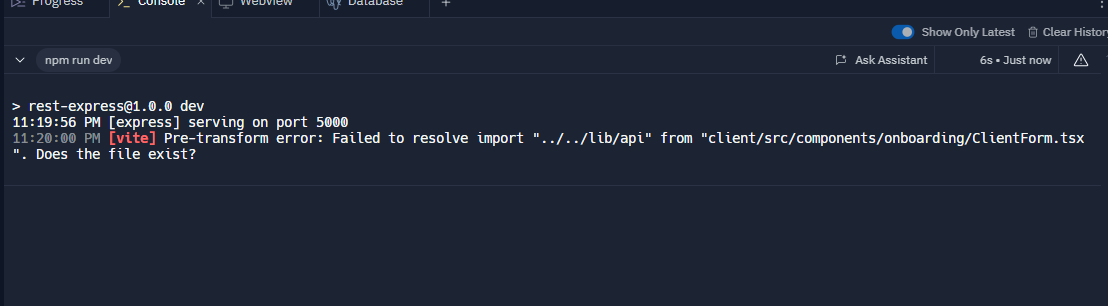 Progress
Console
Webview
Database
Show Only Latest
Clear History
npm run dev
Ask Assistant
6s • Just now
> rest-express@1.0.0 dev
11:19:56 PM [express] serving on port 5000
11:20:00 PM [vite] Pre-transform error: Failed to resolve import "../../lib/api" from "client/src/components/onboarding/ClientForm.tsx
". Does the file exist?